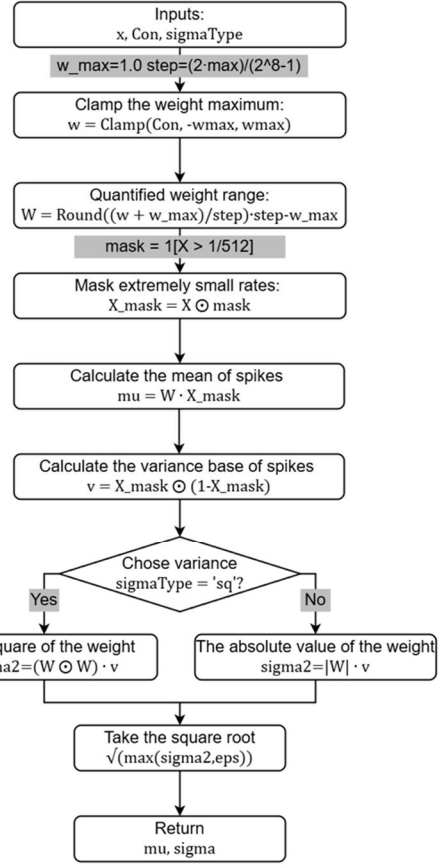 Inputs:
x, Con, sigmaType
w_max=1.0 step=(2·max)/(2^8-1)
Clamp the weight maximum:
w = Clamp(Con, -wmax, wmax)
Quantified weight range:
W = Round((w + w_max)/step)·step-w_max
mask = 1[X > 1/512]
Mask extremely small rates:
X_mask = X ⊙ mask
Calculate the mean of spikes
mu = W · X_mask
Calculate the variance base of spikes
v = X_mask ⊙ (1-X_mask)
Chose variance
sigmaType = 'sq'?
Yes
No
quare of the weight
na2=(W ⊙ W) · v
The absolute value of the weight
sigma2=|W| · v
Take the square root
√(max(sigma2,eps))
Return
mu, sigma